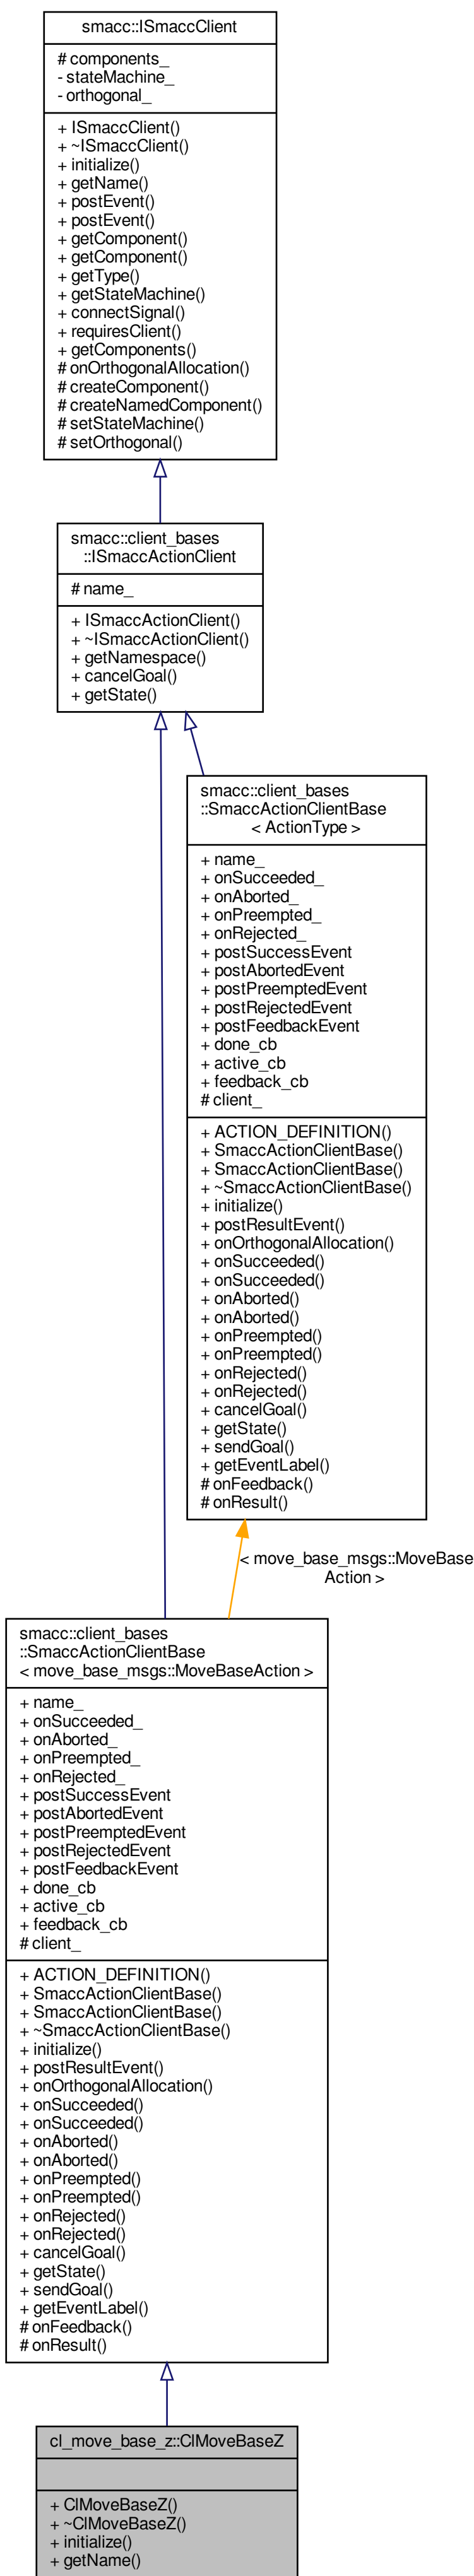 smacc::ISmaccClient
# components_
- stateMachine_
- orthogonal_
+ ISmaccClient()
+ ~ISmaccClient()
+ initialize()
+ getName()
+ postEvent()
+ postEvent()
+ getComponent()
+ getComponent()
+ getType()
+ getStateMachine()
+ connectSignal()
+ requiresClient()
+ getComponents()
# onOrthogonalAllocation()
# createComponent()
# createNamedComponent()
# setStateMachine()
# setOrthogonal()
smacc::client_bases
::ISmaccActionClient
# name_
+ ISmaccActionClient()
+ ~ISmaccActionClient()
+ getNamespace()
+ cancelGoal()
+ getState()
smacc::client_bases
::SmaccActionClientBase
< ActionType >
+ name_
+ onSucceeded_
+ onAborted_
+ onPreempted_
+ onRejected_
+ postSuccessEvent
+ postAbortedEvent
+ postPreemptedEvent
+ postRejectedEvent
+ postFeedbackEvent
+ done_cb
+ active_cb
+ feedback_cb
# client_
+ ACTION_DEFINITION()
+ SmaccActionClientBase()
+ SmaccActionClientBase()
+ ~SmaccActionClientBase()
+ initialize()
+ postResultEvent()
+ onOrthogonalAllocation()
+ onSucceeded()
+ onSucceeded()
+ onAborted()
+ onAborted()
+ onPreempted()
+ onPreempted()
+ onRejected()
+ onRejected()
+ cancelGoal()
+ getState()
+ sendGoal()
+ getEventLabel()
# onFeedback()
# onResult()
< move_base_msgs::MoveBase
Action >
smacc::client_bases
::SmaccActionClientBase
< move_base_msgs::MoveBaseAction >
+ name_
+ onSucceeded_
+ onAborted_
+ onPreempted_
+ onRejected_
+ postSuccessEvent
+ postAbortedEvent
+ postPreemptedEvent
+ postRejectedEvent
+ postFeedbackEvent
+ done_cb
+ active_cb
+ feedback_cb
# client_
+ ACTION_DEFINITION()
+ SmaccActionClientBase()
+ SmaccActionClientBase()
+ ~SmaccActionClientBase()
+ initialize()
+ postResultEvent()
+ onOrthogonalAllocation()
+ onSucceeded()
+ onSucceeded()
+ onAborted()
+ onAborted()
+ onPreempted()
+ onPreempted()
+ onRejected()
+ onRejected()
+ cancelGoal()
+ getState()
+ sendGoal()
+ getEventLabel()
# onFeedback()
# onResult()
cl_move_base_z::ClMoveBaseZ
+ ClMoveBaseZ()
+ ~ClMoveBaseZ()
+ initialize()
+ getName()